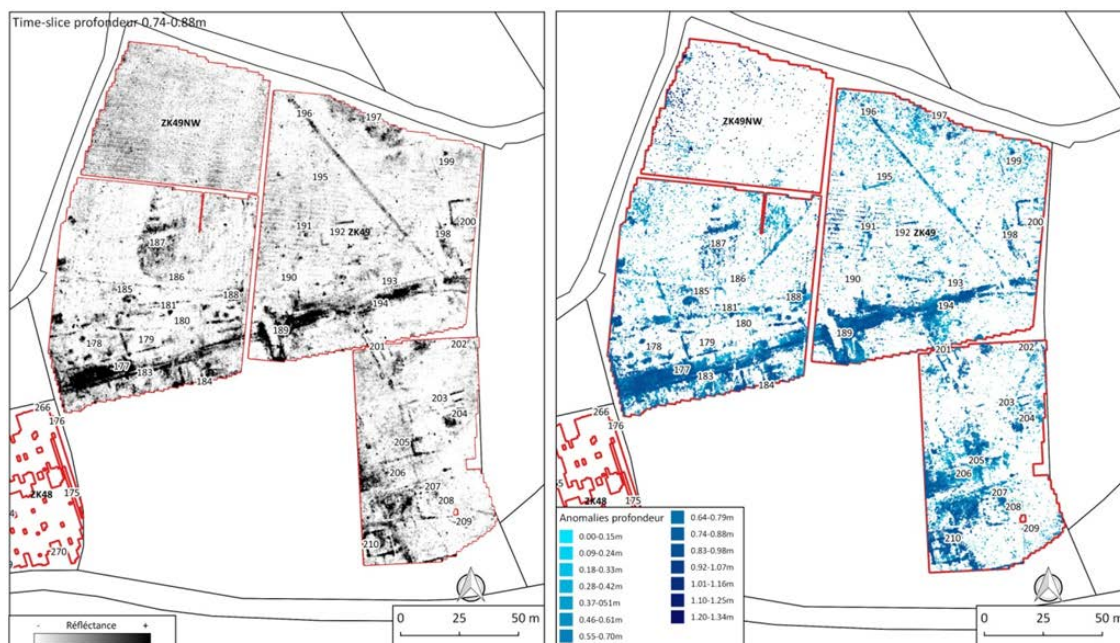 Time-slice profondeur 0.74-0.88m
ZK49NW
196
197
199
195
200
191
192 ZK49
198
187
186
190
193
185
188
181
194
180
189
178
179
201
202
177
183
184
203
204
266
176
205
206
175
ZK48
207
208
209
210
270
Réfléctance
- +
0 25 50 m
ZK49NW
196
197
199
195
200
191
192 ZK49
198
187
186
190
193
185
188
181
194
180
189
178
179
201
202
177
183
184
203
204
266
176
205
206
175
ZK48
207
208
209
210
Anomalies profondeur
0.00-0.15m
0.09-0.24m
0.18-0.33m
0.28-0.42m
0.37-051m
0.46-0.61m
0.55-0.70m
0.64-0.79m
0.74-0.88m
0.83-0.98m
0.92-1.07m
1.01-1.16m
1.10-1.25m
1.20-1.34m
0 25 50 m